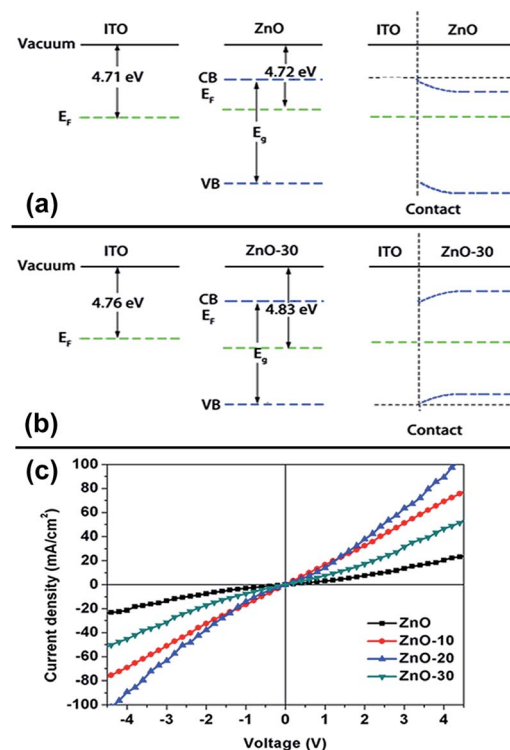 ITO ZnO ITO ZnO
Vacuum
4.71 eV CB 4.72 eV
E_F E_F
E_g
VB
(a) Contact
ITO ZnO-30 ITO ZnO-30
Vacuum
4.76 eV CB 4.83 eV
E_F E_F
E_g
VB
(b) Contact
(c)
Current density (mA/cm²)
100
80
60
40
20
0
-20
-40
-60
-80
-100
ZnO
ZnO-10
ZnO-20
ZnO-30
-4 -3 -2 -1 0 1 2 3 4
Voltage (V)